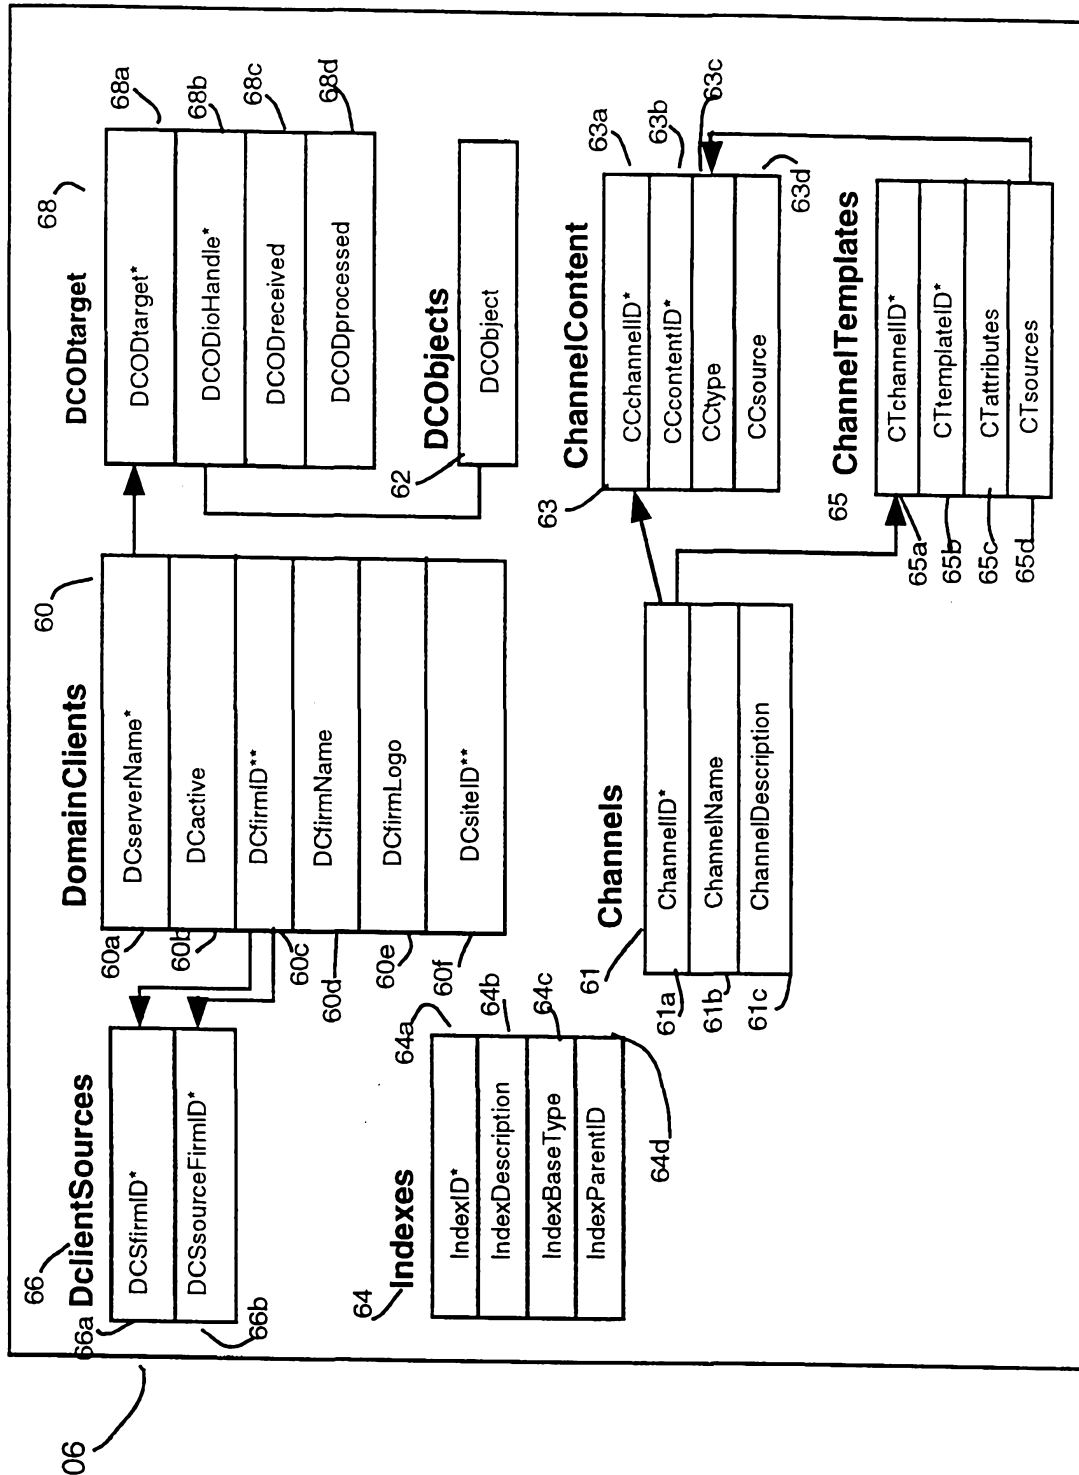 06
66
DclientSources
66a
DCSfirmID*
DCSsourceFirmID*
66b
60
DomainClients
60a
DCserverName*
60b
DCactive
DCfirmID**
60c
DCfirmName
60d
DCfirmLogo
60e
DCsiteID**
60f
68
DCODtarget
DCODtarget*
68a
DCODioHandle*
68b
DCODreceived
68c
DCODprocessed
68d
62
DCObjects
DCObject
64
Indexes
IndexID*
64a
IndexDescription
64b
IndexBaseType
64c
IndexParentID
64d
61
Channels
61a
ChannelID*
61b
ChannelName
61c
ChannelDescription
63
ChannelContent
CCchannelID*
63a
CCcontentID*
63b
CCtype
63c
CCsource
63d
65
ChannelTemplates
65a
CTchannelID*
65b
CTtemplateID*
65c
CTattributes
65d
CTsources